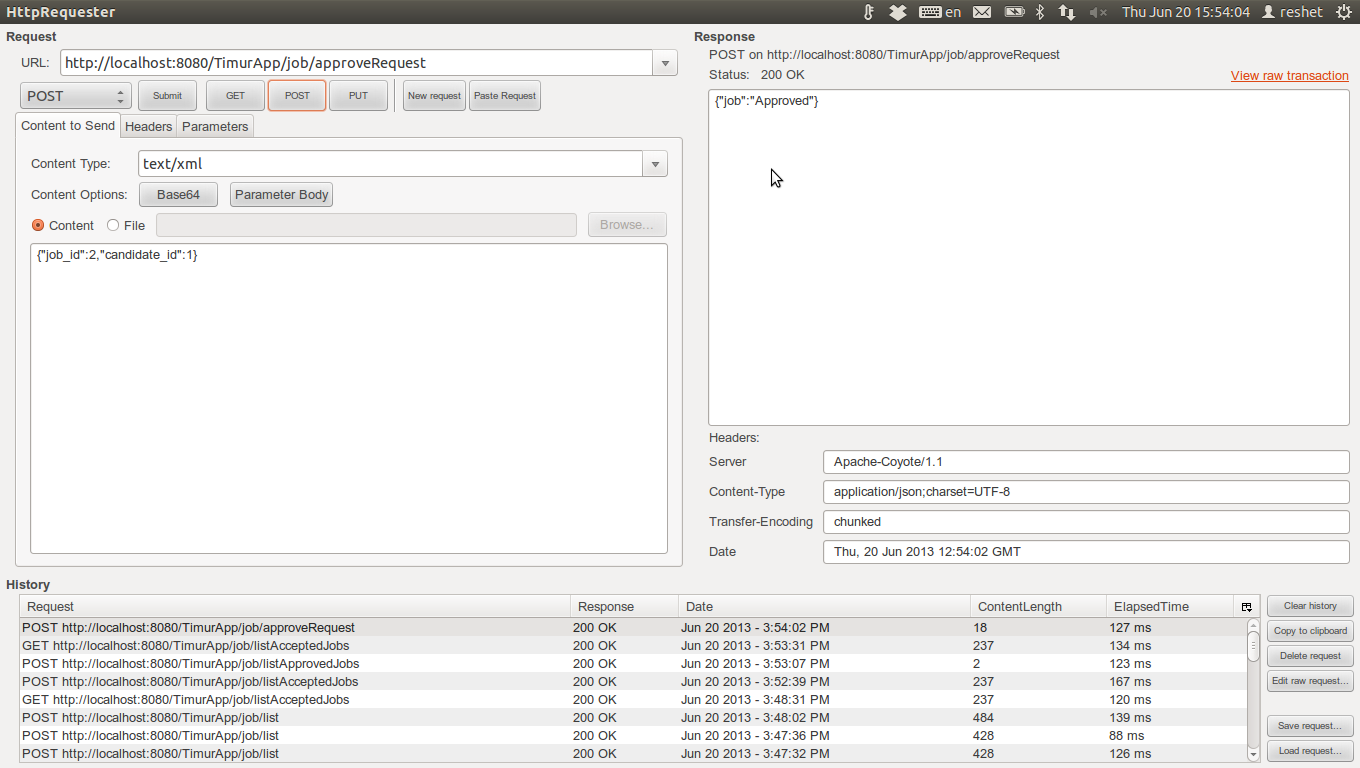 HttpRequester
en
Thu Jun 20 15:54:04
reshet
Request
URL: http://localhost:8080/TimurApp/job/approveRequest
POST Submit GET POST PUT New request Paste Request
Content to Send Headers Parameters
Content Type: text/xml
Content Options: Base64 Parameter Body
Content File Browse...
{"job_id":2,"candidate_id":1}
Response
POST on http://localhost:8080/TimurApp/job/approveRequest
Status: 200 OK View raw transaction
{"job":"Approved"}
Headers:
Server Apache-Coyote/1.1
Content-Type application/json;charset=UTF-8
Transfer-Encoding chunked
Date Thu, 20 Jun 2013 12:54:02 GMT
History
Request Response Date ContentLength ElapsedTime
POST http://localhost:8080/TimurApp/job/approveRequest 200 OK Jun 20 2013 - 3:54:02 PM 18 127 ms
GET http://localhost:8080/TimurApp/job/listAcceptedJobs 200 OK Jun 20 2013 - 3:53:31 PM 237 134 ms
POST http://localhost:8080/TimurApp/job/listApprovedJobs 200 OK Jun 20 2013 - 3:53:07 PM 2 123 ms
POST http://localhost:8080/TimurApp/job/listAcceptedJobs 200 OK Jun 20 2013 - 3:52:39 PM 237 167 ms
GET http://localhost:8080/TimurApp/job/listAcceptedJobs 200 OK Jun 20 2013 - 3:48:31 PM 237 120 ms
POST http://localhost:8080/TimurApp/job/list 200 OK Jun 20 2013 - 3:48:02 PM 484 139 ms
POST http://localhost:8080/TimurApp/job/list 200 OK Jun 20 2013 - 3:47:36 PM 428 88 ms
POST http://localhost:8080/TimurApp/job/list 200 OK Jun 20 2013 - 3:47:32 PM 428 126 ms
Clear history
Copy to clipboard
Delete request
Edit raw request...
Save request...
Load request...